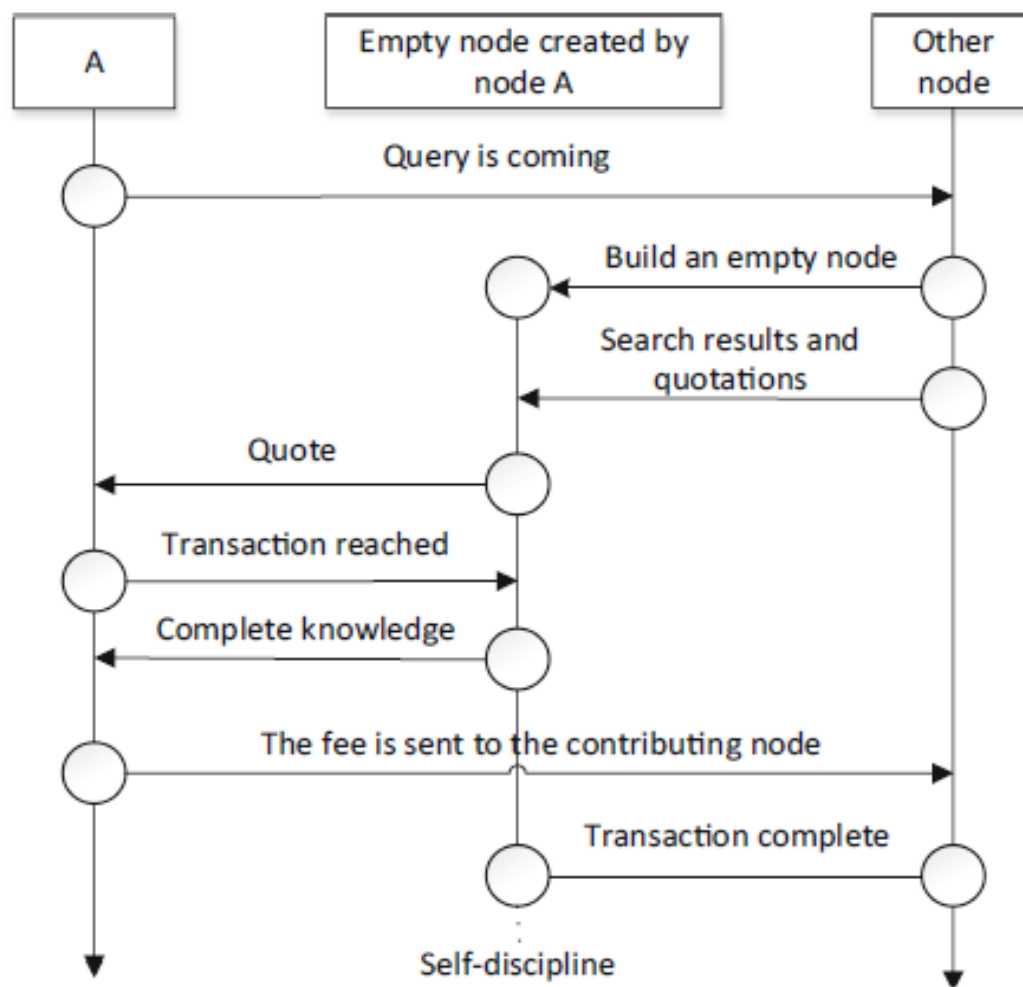 A
Empty node created by
node A
Other
node
Query is coming
Build an empty node
Search results and
quotations
Quote
Transaction reached
Complete knowledge
The fee is sent to the contributing node
Transaction complete
Self-discipline